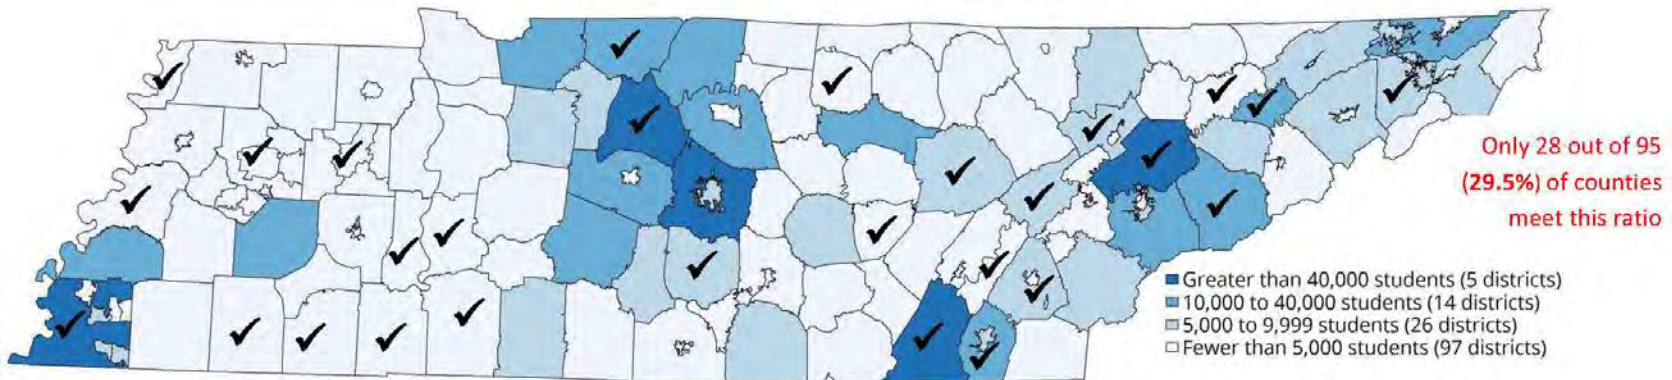 Only 28 out of 95
(29.5%) of counties
meet this ratio
Greater than 40,000 students (5 districts)
10,000 to 40,000 students (14 districts)
5,000 to 9,999 students (26 districts)
Fewer than 5,000 students (97 districts)